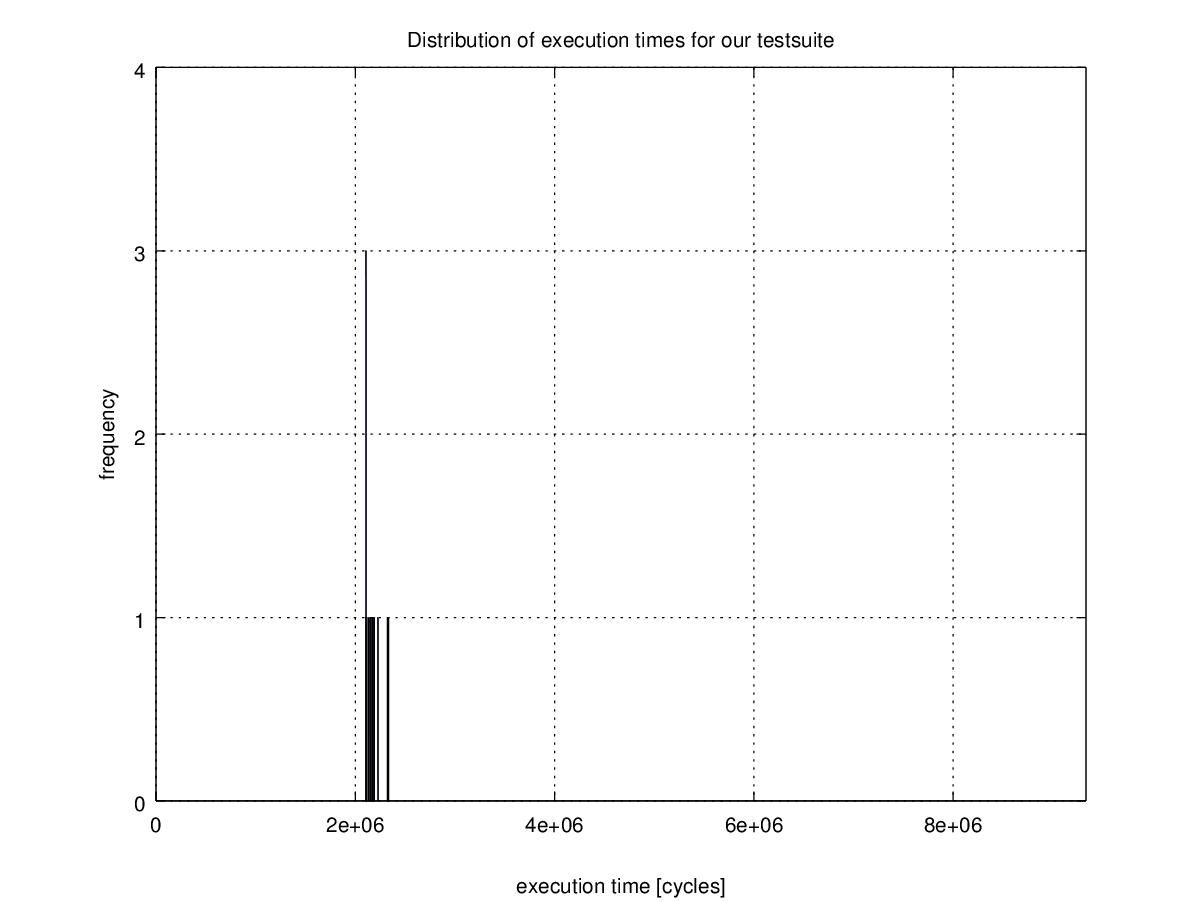 Distribution of execution times for our testsuite
4
3
2
1
0
frequency
0 2e+06 4e+06 6e+06 8e+06
execution time [cycles]